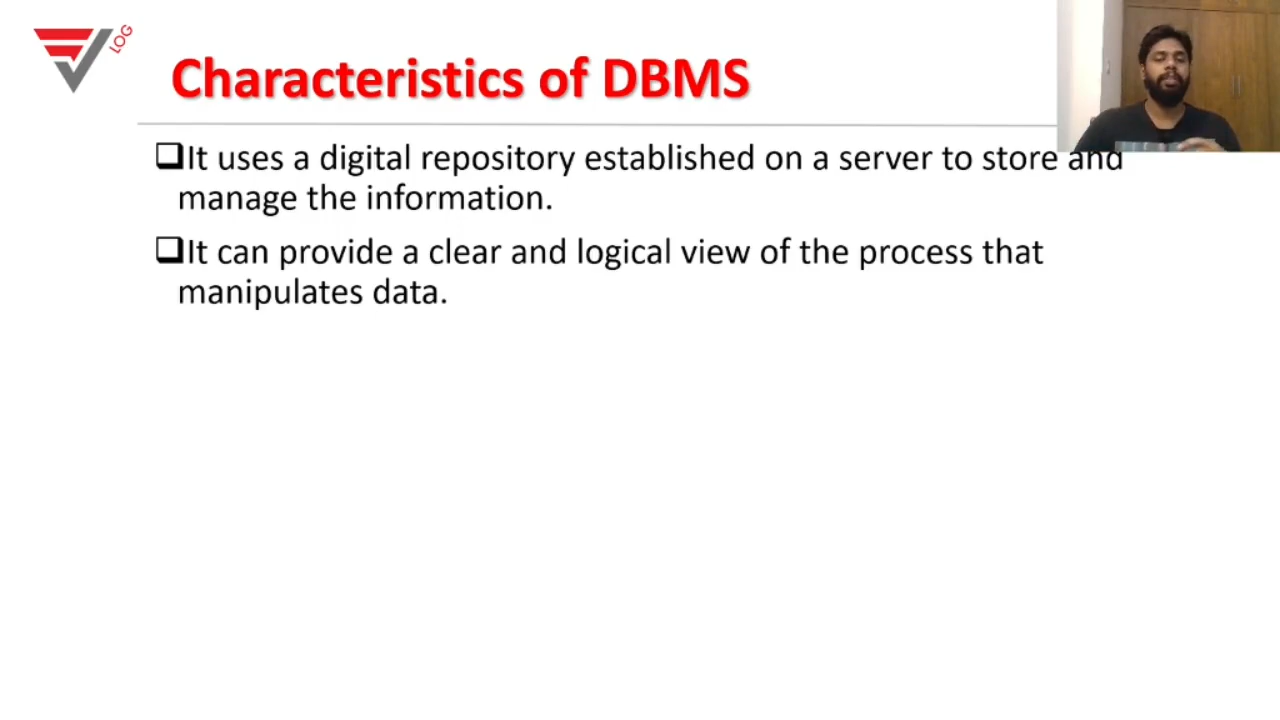 LOG
Characteristics of DBMS
It uses a digital repository established on a server to store and
manage the information.
It can provide a clear and logical view of the process that
manipulates data.